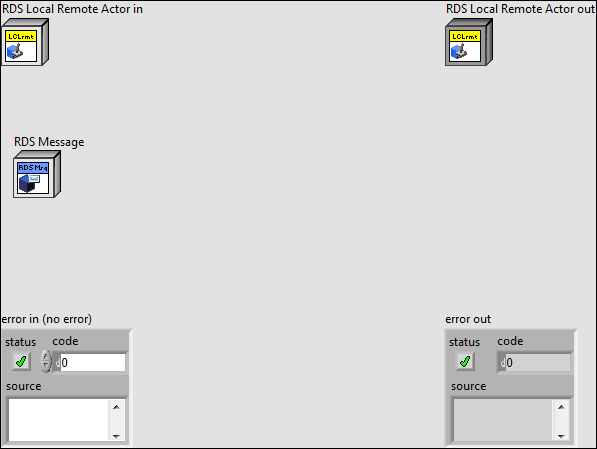 RDS Local Remote Actor in
RDS Local Remote Actor out
LCLrmt
LCLrmt
RDS Message
RDS Msg
error in (no error)
error out
status
code
status
code
0
0
source
source